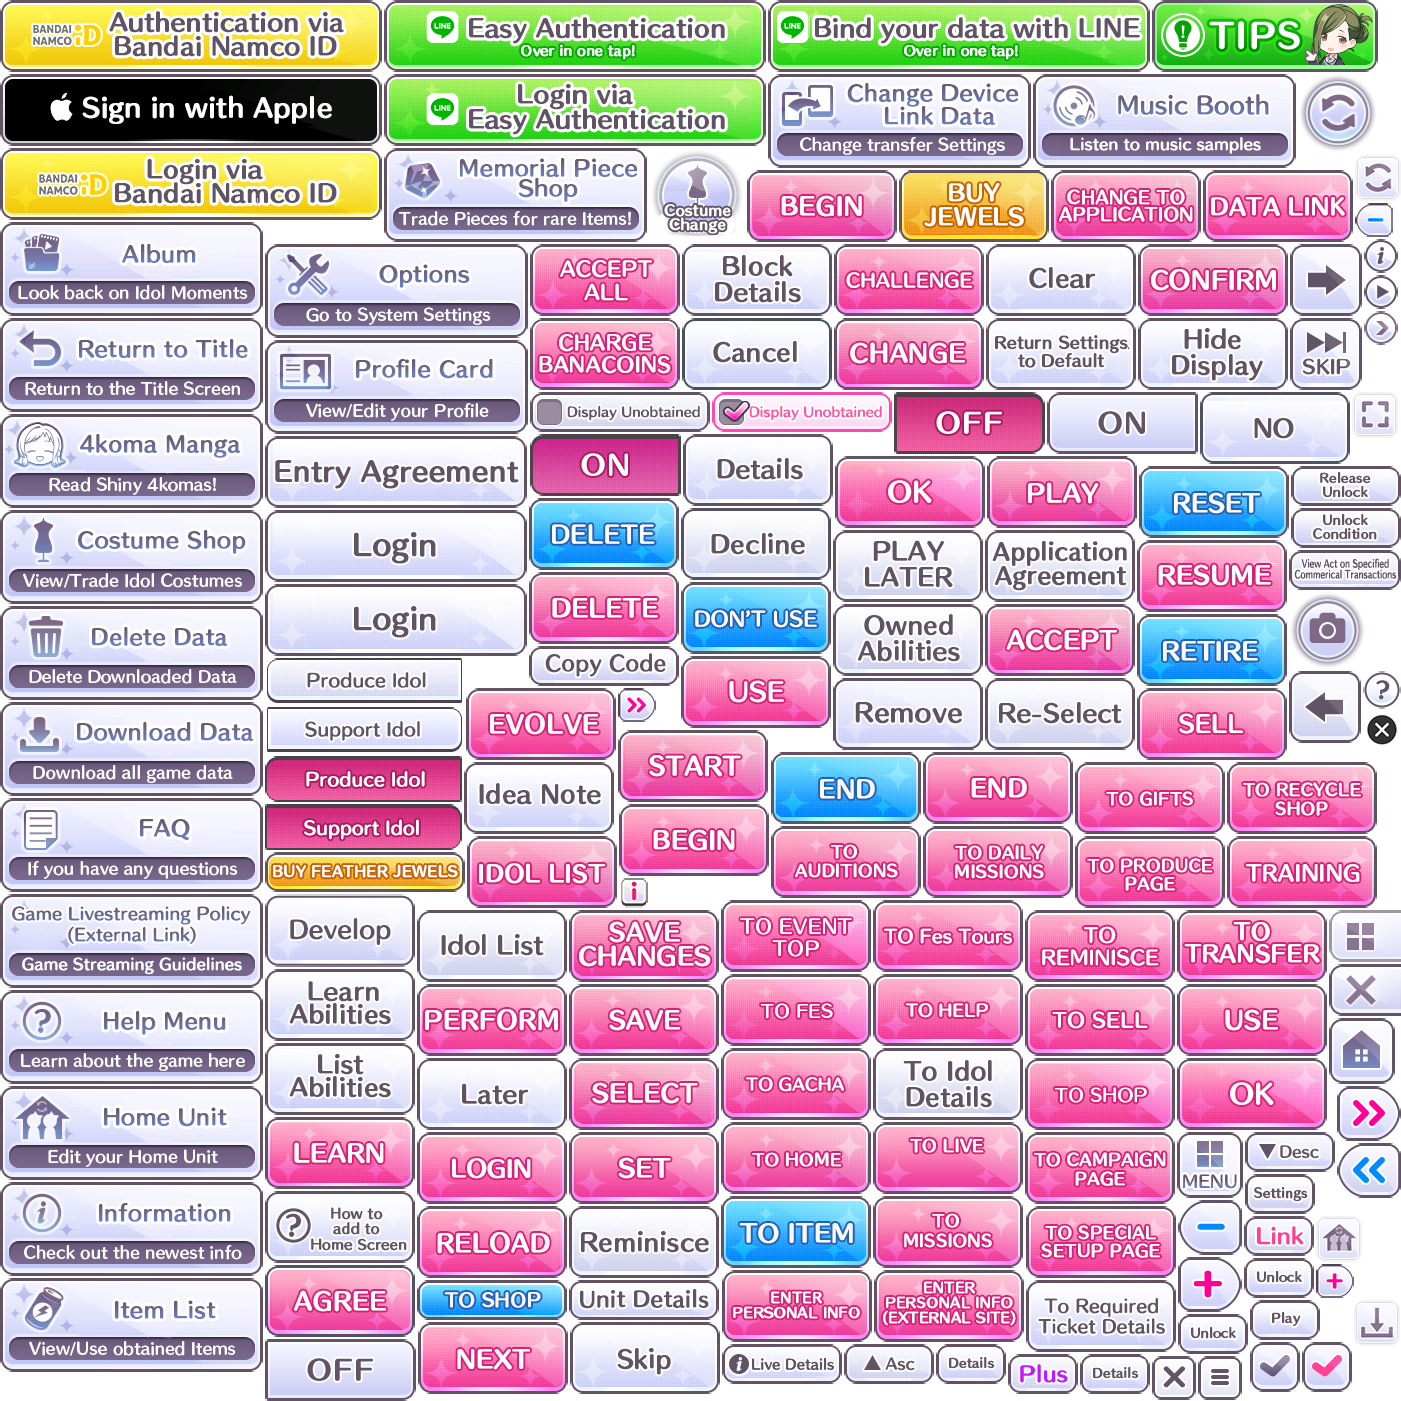 BANDAI
NAMCO iD
Authentication via
Bandai Namco ID
LINE
Easy Authentication
Over in one tap!
LINE
Bind your data with LINE
Over in one tap!
TIPS
Sign in with Apple
LINE
Login via
Easy Authentication
Change Device
Link Data
Change transfer Settings
Music Booth
Listen to music samples
BANDAI
NAMCO iD
Login via
Bandai Namco ID
Memorial Piece
Shop
Trade Pieces for rare Items!
Costume
Change
BEGIN
BUY
JEWELS
CHANGE TO
APPLICATION
DATA LINK
Album
Look back on Idol Moments
Options
Go to System Settings
ACCEPT
ALL
Block
Details
CHALLENGE
Clear
CONFIRM
Return to Title
Return to the Title Screen
Profile Card
View/Edit your Profile
CHARGE
BANACOINS
Cancel
CHANGE
Return Settings
to Default
Hide
Display
SKIP
Display Unobtained
Display Unobtained
OFF
ON
NO
4koma Manga
Read Shiny 4komas!
Entry Agreement
ON
Details
OK
PLAY
RESET
Release
Unlock
Unlock
Condition
View Act on Specified
Commerical Transactions
Costume Shop
View/Trade Idol Costumes
Login
DELETE
Decline
PLAY
LATER
Application
Agreement
RESUME
Delete Data
Delete Downloaded Data
Login
DELETE
DON'T USE
Owned
Abilities
ACCEPT
RETIRE
Copy Code
Produce Idol
USE
Remove
Re-Select
SELL
?
Download Data
Download all game data
Support Idol
EVOLVE
START
Produce Idol
Idea Note
END
END
TO GIFTS
TO RECYCLE
SHOP
FAQ
If you have any questions
Support Idol
BEGIN
BUY FEATHER JEWELS
IDOL LIST
TO
AUDITIONS
TO DAILY
MISSIONS
TO PRODUCE
PAGE
TRAINING
Game Livestreaming Policy
(External Link)
Game Streaming Guidelines
Develop
Idol List
SAVE
CHANGES
TO EVENT
TOP
TO Fes Tours
TO
REMINISCE
TO
TRANSFER
Help Menu
Learn about the game here
Learn
Abilities
PERFORM
SAVE
TO FES
TO HELP
TO SELL
USE
List
Abilities
Later
SELECT
TO GACHA
To Idol
Details
TO SHOP
OK
Home Unit
Edit your Home Unit
LEARN
LOGIN
SET
TO HOME
TO LIVE
TO CAMPAIGN
PAGE
MENU
▼Desc
Settings
Information
Check out the newest info
How to
add to
Home Screen
RELOAD
Reminisce
TO ITEM
TO
MISSIONS
TO SPECIAL
SETUP PAGE
Link
Unlock
Item List
View/Use obtained Items
AGREE
TO SHOP
Unit Details
ENTER
PERSONAL INFO
ENTER
PERSONAL INFO
(EXTERNAL SITE)
To Required
Ticket Details
Play
Unlock
OFF
NEXT
Skip
Live Details
▲Asc
Details
Plus
Details